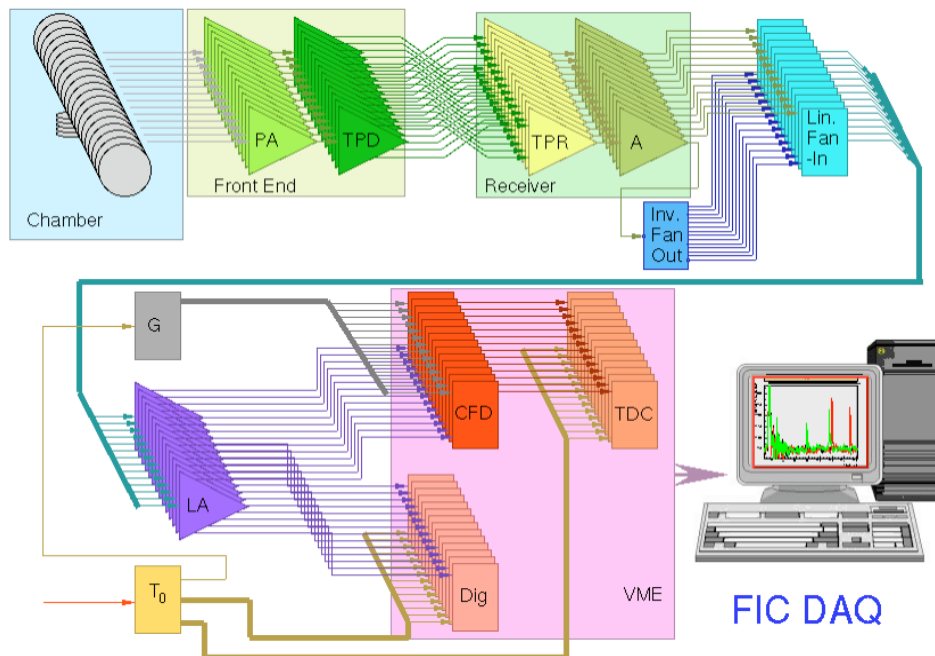 PA
TPD
Front End
Chamber
TPR
A
Receiver
Lin.
Fan
-In
Inv.
Fan
Out
G
CFD
TDC
LA
T₀
Dig
VME
FIC DAQ